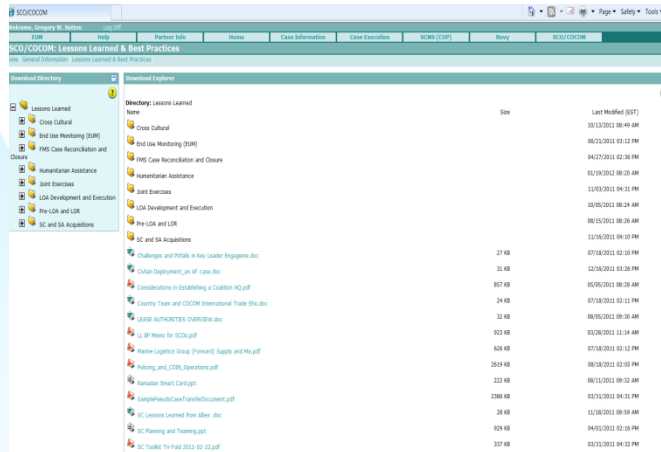 SCO/COCOM
Page Safety Tools
Welcome, Gregory W. Sutton Log Off
EUM Help Partner Info Home Case Information Case Execution SCMS (COP) Navy SCO/COCOM
SCO/COCOM: Lessons Learned & Best Practices
Home General Information Lessons Learned & Best Practices
Download Directory
Download Explorer
Lessons Learned
Cross Cultural
End Use Monitoring (EUM)
FMS Case Reconciliation and
Closure
Humanitarian Assistance
Joint Exercises
LOA Development and Execution
Pre-LOA and LOR
SC and SA Acquisitions
Directory: Lessons Learned
Name Size Last Modified (EST)
Cross Cultural 10/13/2011 08:49 AM
End Use Monitoring (EUM) 06/21/2011 03:12 PM
FMS Case Reconciliation and Closure 04/27/2011 02:36 PM
Humanitarian Assistance 01/19/2012 08:20 AM
Joint Exercises 11/03/2011 04:31 PM
LOA Development and Execution 10/05/2011 08:24 AM
Pre-LOA and LOR 08/15/2011 08:26 AM
SC and SA Acquisitions 11/16/2011 04:10 PM
Challenges and Pitfalls in Key Leader Engageme.doc 27 KB 07/18/2011 02:10 PM
Civilian Deployment_an AF case.doc 31 KB 12/16/2011 03:26 PM
Considerations in Establishing a Coalition HQ.pdf 857 KB 05/05/2011 08:28 AM
Country Team and COCOM International Trade Sho.doc 24 KB 07/18/2011 02:11 PM
LEASE AUTHORITIES OVERVIEW.doc 32 KB 08/05/2011 09:30 AM
LL BP Memo for SCOs.pdf 923 KB 03/28/2011 11:14 AM
Marine Logistics Group (Forward) Supply and Ma.pdf 626 KB 07/18/2011 02:12 PM
Policing_and_COIN_Operations.pdf 2619 KB 08/18/2011 02:05 PM
Ramadan Smart Card.ppt 222 KB 08/11/2011 09:32 AM
SamplePseudoCaseTransferDocument.pdf 2386 KB 03/31/2011 04:31 PM
SC Lessons Learned from Allies .doc 28 KB 11/18/2011 09:59 AM
SC Planning and Teaming.ppt 929 KB 04/01/2011 02:16 PM
SC Toolkit Tri-Fold 2011-02-22.pdf 337 KB 03/31/2011 04:32 PM